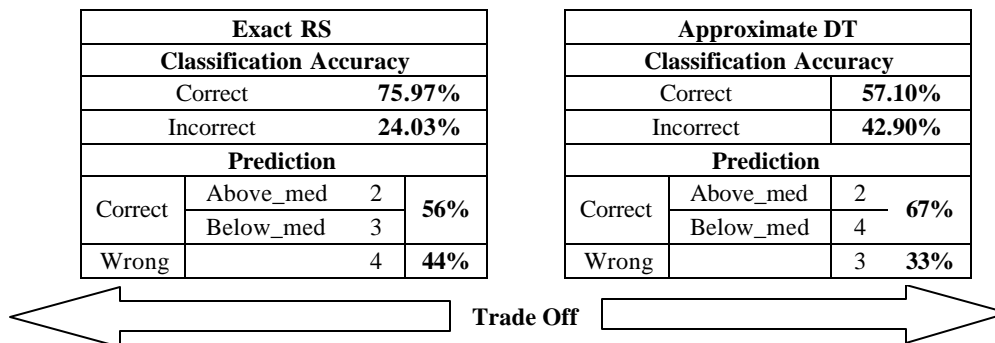 Exact RS
Classification Accuracy
Correct 75.97%
Incorrect 24.03%
Prediction
Correct Above_med 2 56%
Below_med 3
Wrong 4 44%
Approximate DT
Classification Accuracy
Correct 57.10%
Incorrect 42.90%
Prediction
Correct Above_med 2 67%
Below_med 4
Wrong 3 33%
Trade Off